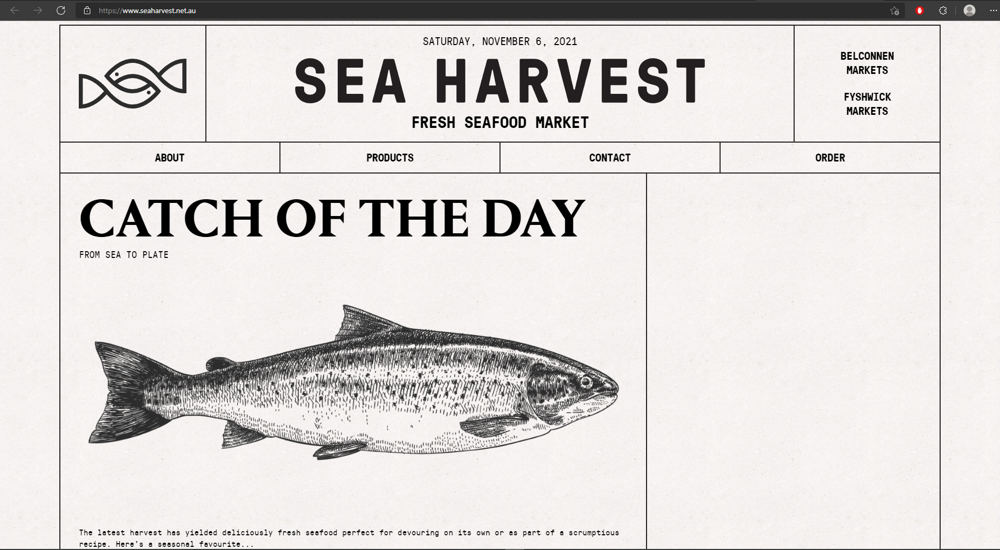 https://www.seaharvest.net.au
SATURDAY, NOVEMBER 6, 2021
SEA HARVEST
FRESH SEAFOOD MARKET
BELCONNEN
MARKETS
FYSHWICK
MARKETS
ABOUT
PRODUCTS
CONTACT
ORDER
CATCH OF THE DAY
FROM SEA TO PLATE
The latest harvest has yielded deliciously fresh seafood perfect for devouring on its own or as part of a scrumptious
recipe. Here's a seasonal favourite...